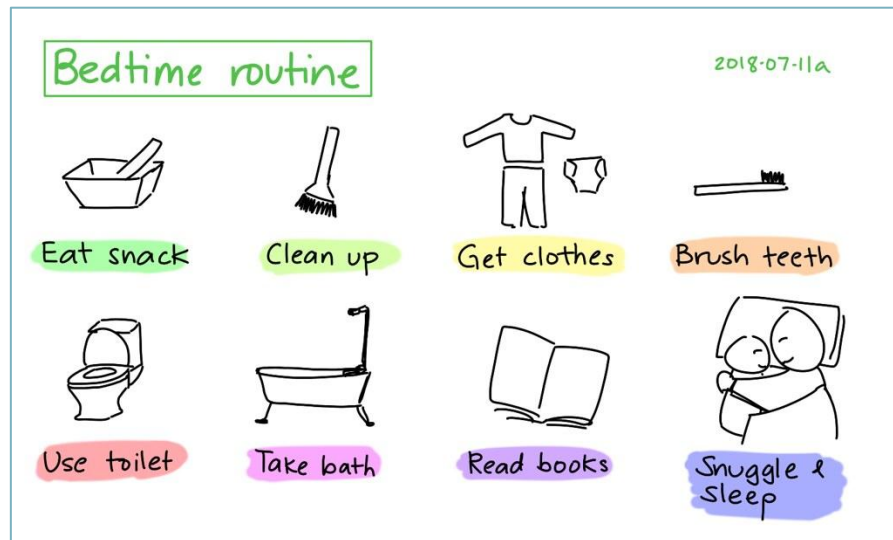 Bedtime routine
2018-07-11a
Eat snack
Clean up
Get clothes
Brush teeth
Use toilet
Take bath
Read books
Snuggle &
sleep